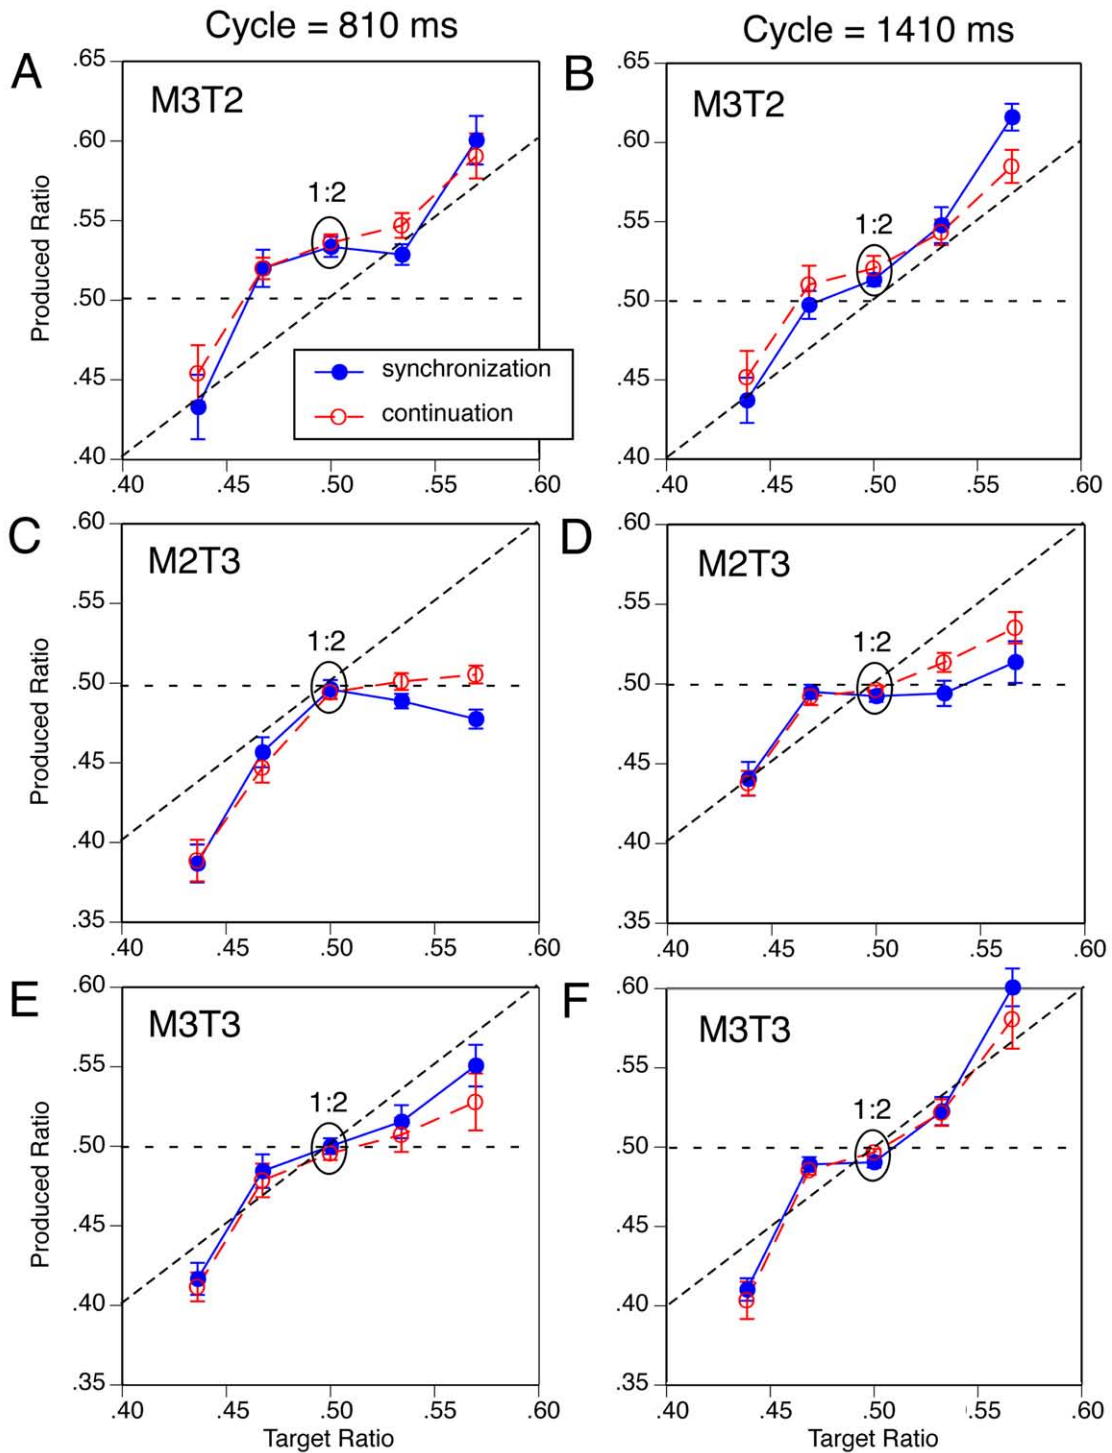 Cycle = 810 ms
Cycle = 1410 ms
A
M3T2
.65
.60
.55
.50
.45
.40
Produced Ratio
1:2
synchronization
continuation
.40 .45 .50 .55 .60
B
M3T2
.65
.60
.55
.50
.45
.40
1:2
.40 .45 .50 .55 .60
C
M2T3
.60
.55
.50
.45
.40
.35
Produced Ratio
1:2
.40 .45 .50 .55 .60
D
M2T3
.60
.55
.50
.45
.40
.35
1:2
.40 .45 .50 .55 .60
E
M3T3
.60
.55
.50
.45
.40
.35
Produced Ratio
1:2
.40 .45 .50 .55 .60
Target Ratio
F
M3T3
.60
.55
.50
.45
.40
.35
1:2
.40 .45 .50 .55 .60
Target Ratio